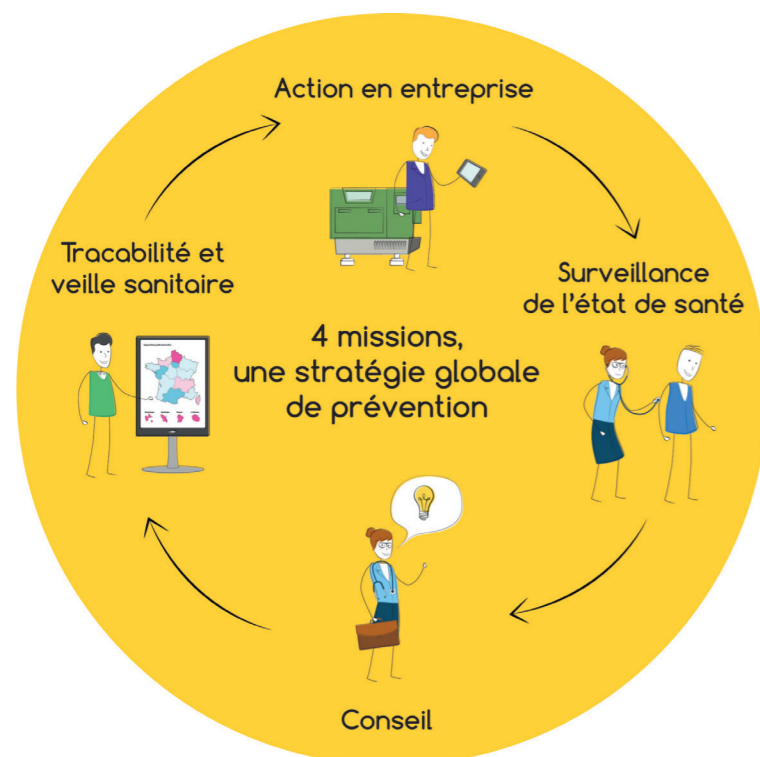 Action en entreprise
Surveillance
de l'état de santé
Conseil
Tracabilité et
veille sanitaire
4 missions,
une stratégie globale
de prévention